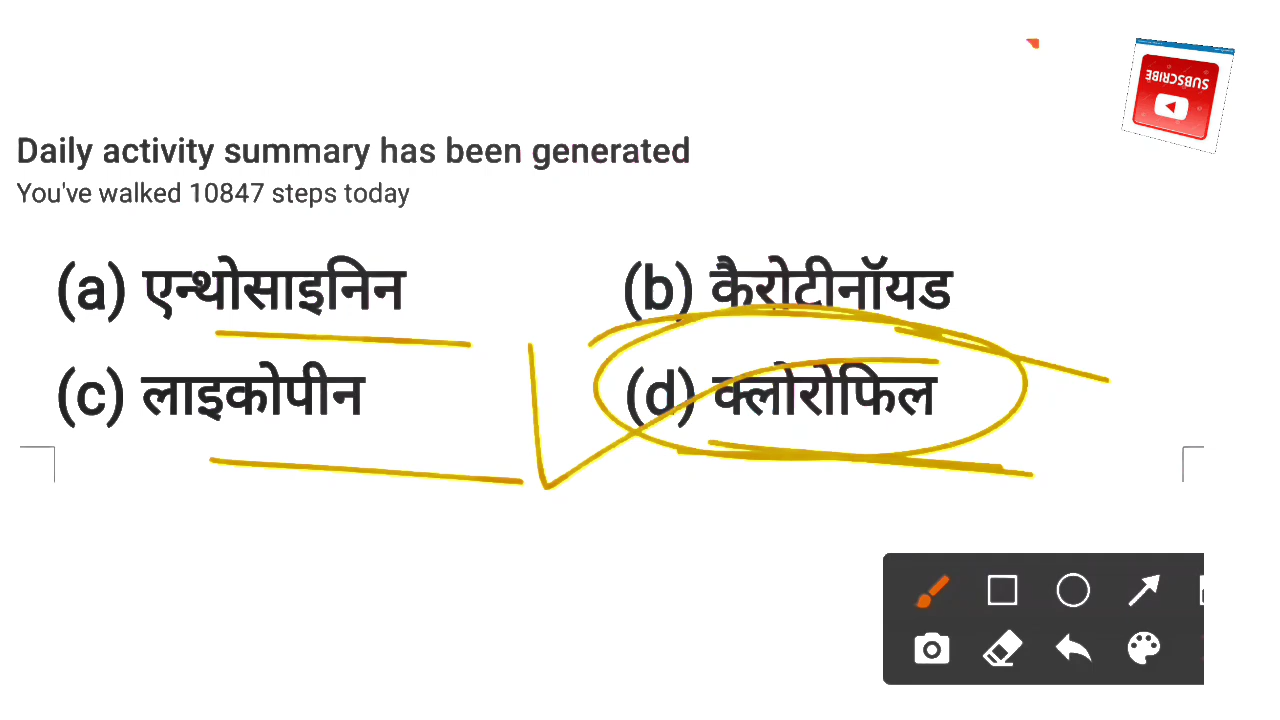 SUBSCRIBE
Daily activity summary has been generated
You've walked 10847 steps today
(a) एन्थोसाइनिन (b) कैरोटीनॉयड
(c) लाइकोपीन (d) क्लोरोफिल